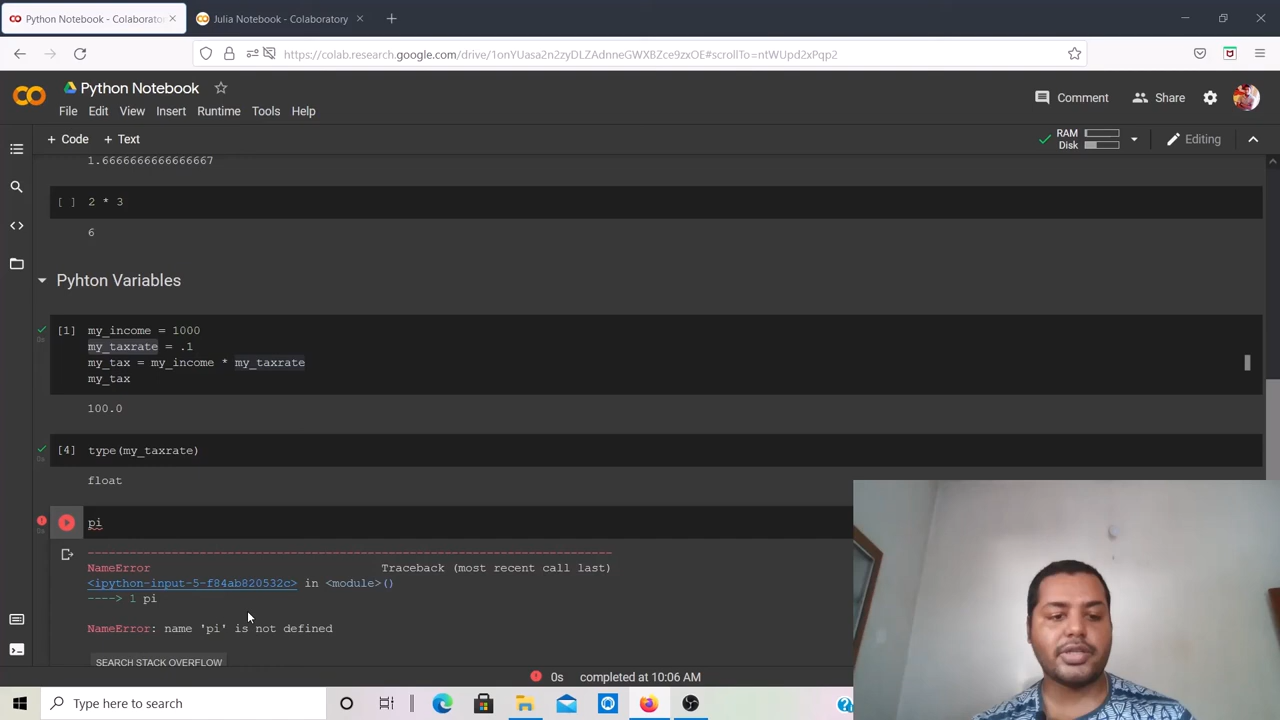 Python Notebook - Colaborator
Julia Notebook - Colaboratory
https://colab.research.google.com/drive/1onYUasa2n2zyDLZAdnneGWXBZce9zxOE#scrollTo=ntWUpd2xPqp2
Python Notebook
File Edit View Insert Runtime Tools Help
Comment Share
+ Code + Text
RAM
Disk
Editing
1.6666666666666667
[ ] 2 * 3
6
Pyhton Variables
[1] my_income = 1000
my_taxrate = .1
my_tax = my_income * my_taxrate
my_tax
100.0
[4] type(my_taxrate)
float
pi
---------------------------------------------------------------------------
NameError Traceback (most recent call last)
<ipython-input-5-f84ab820532c> in <module>()
----> 1 pi
NameError: name 'pi' is not defined
SEARCH STACK OVERFLOW
0s completed at 10:06 AM
Type here to search